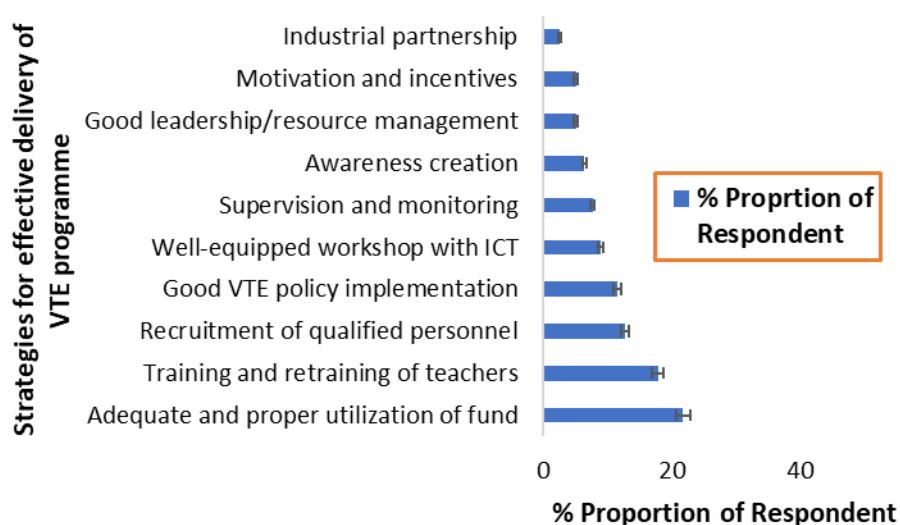 Strategies for effective delivery of
VTE programme
Industrial partnership
Motivation and incentives
Good leadership/resource management
Awareness creation
Supervision and monitoring
Well-equipped workshop with ICT
Good VTE policy implementation
Recruitment of qualified personnel
Training and retraining of teachers
Adequate and proper utilization of fund
% Proprtion of
Respondent
0 20 40
% Proportion of Respondent